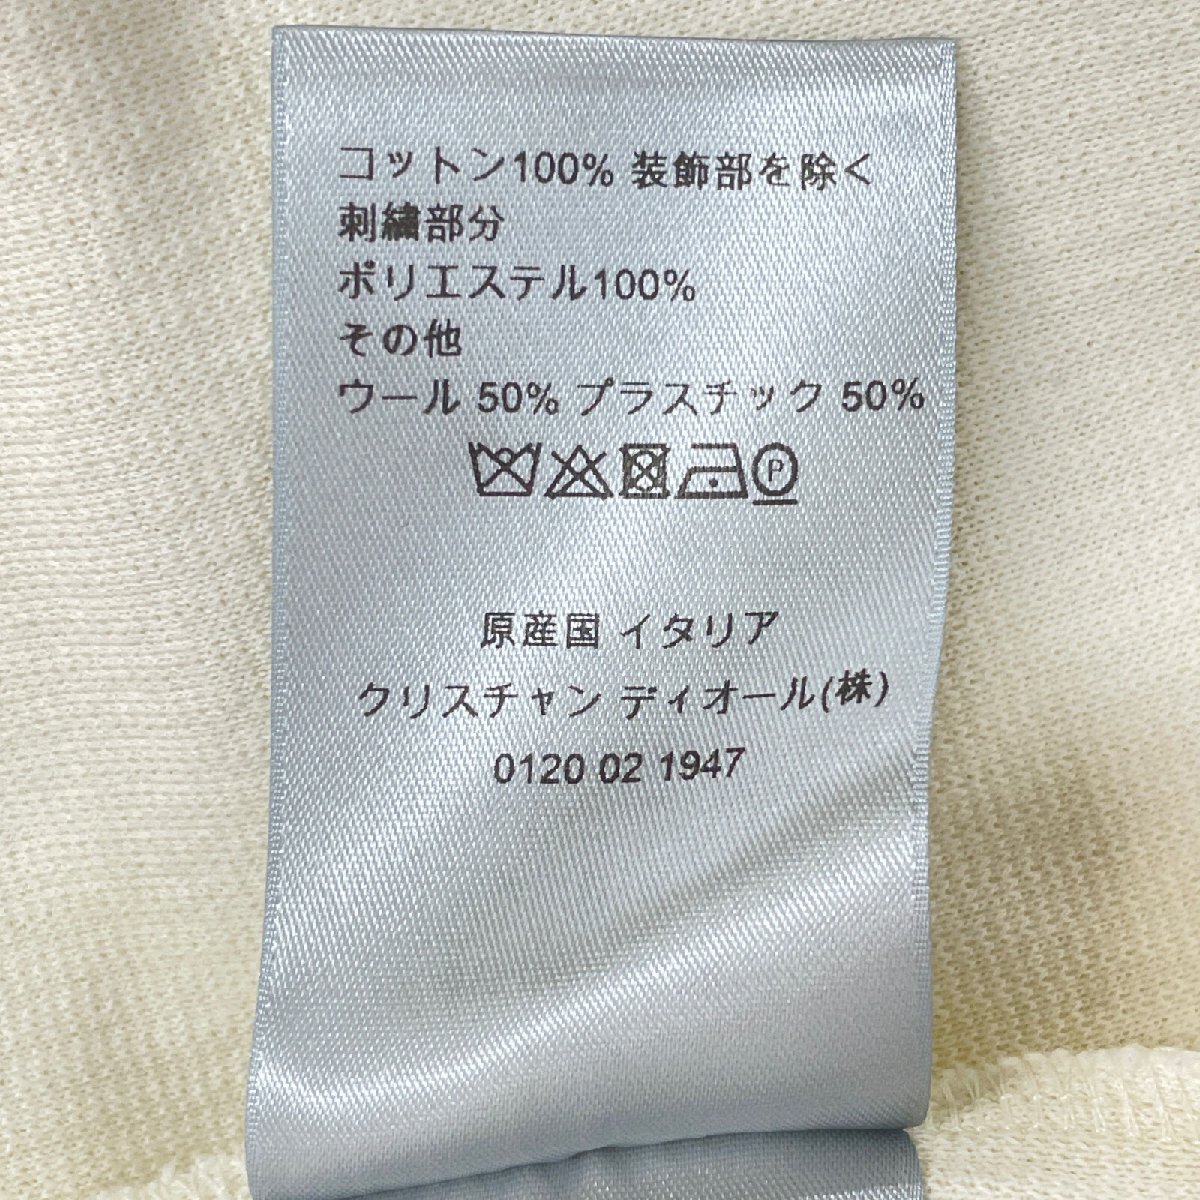 コットン100% 装飾部を除く
刺繍部分
ポリエステル100%
その他
ウール 50% プラスチック 50%
P
原産国 イタリア
クリスチャン ディオール(株)
0120 02 1947